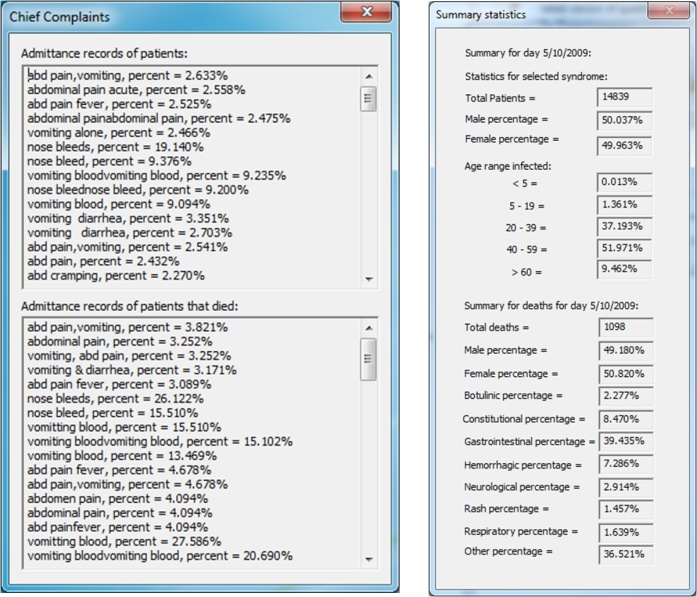 Chief Complaints
Admittance records of patients:
abd pain,vomiting, percent = 2.633%
abdominal pain acute, percent = 2.558%
abd pain fever, percent = 2.525%
abdominal painabdominal pain, percent = 2.475%
vomiting alone, percent = 2.466%
nose bleeds, percent = 19.140%
nose bleed, percent = 9.376%
vomiting bloodvomiting blood, percent = 9.235%
nose bleednose bleed, percent = 9.200%
vomiting blood, percent = 9.094%
vomiting  diarrhea, percent = 3.351%
vomiting   diarrhea, percent = 2.703%
abd pain,vomiting, percent = 2.541%
abd pain, percent = 2.432%
abd cramping, percent = 2.270%
Admittance records of patients that died:
abd pain,vomiting, percent = 3.821%
abdominal pain, percent = 3.252%
vomiting, abd pain, percent = 3.252%
vomiting & diarrhea, percent = 3.171%
abd pain fever, percent = 3.089%
nose bleeds, percent = 26.122%
nose bleed, percent = 15.510%
vomitting blood, percent = 15.510%
vomiting bloodvomiting blood, percent = 15.102%
vomiting blood, percent = 13.469%
abd pain fever, percent = 4.678%
abd pain,vomiting, percent = 4.678%
abdomen pain, percent = 4.094%
abdominal pain, percent = 4.094%
abd painfever, percent = 4.094%
vomitting blood, percent = 27.586%
vomiting bloodvomiting blood, percent = 20.690%
Summary statistics
Summary for day 5/10/2009:
Statistics for selected syndrome:
Total Patients = 14839
Male percentage = 50.037%
Female percentage = 49.963%
Age range infected:
< 5 = 0.013%
5 - 19 = 1.361%
20 - 39 = 37.193%
40 - 59 = 51.971%
> 60 = 9.462%
Summary for deaths for day 5/10/2009:
Total deaths = 1098
Male percentage = 49.180%
Female percentage = 50.820%
Botulinic percentage = 2.277%
Constitutional percentage = 8.470%
Gastrointestinal percentage = 39.435%
Hemorrhagic percentage = 7.286%
Neurological percentage = 2.914%
Rash percentage = 1.457%
Respiratory percentage = 1.639%
Other percentage = 36.521%